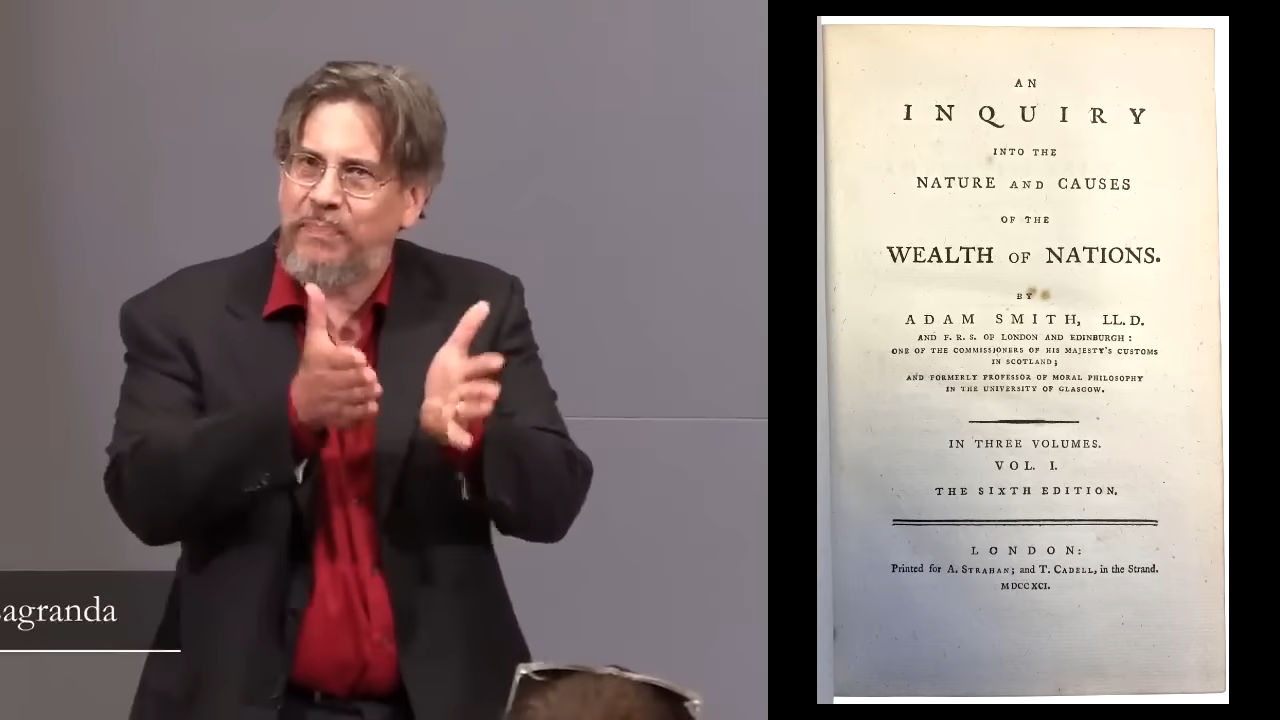 agranda
AN
INQUIRY
INTO THE
NATURE AND CAUSES
OF THE
WEALTH OF NATIONS.
BY
ADAM SMITH, LL.D.
AND F. R. S. OF LONDON AND EDINBURGH:
ONE OF THE COMMISSIONERS OF HIS MAJESTY'S CUSTOMS
IN SCOTLAND;
AND FORMERLY PROFESSOR OF MORAL PHILOSOPHY
IN THE UNIVERSITY OF GLASGOW.
IN THREE VOLUMES.
VOL. I.
THE SIXTH EDITION.
LONDON:
Printed for A. STRAHAN; and T. CADELL, in the Strand.
MDCCXCI.